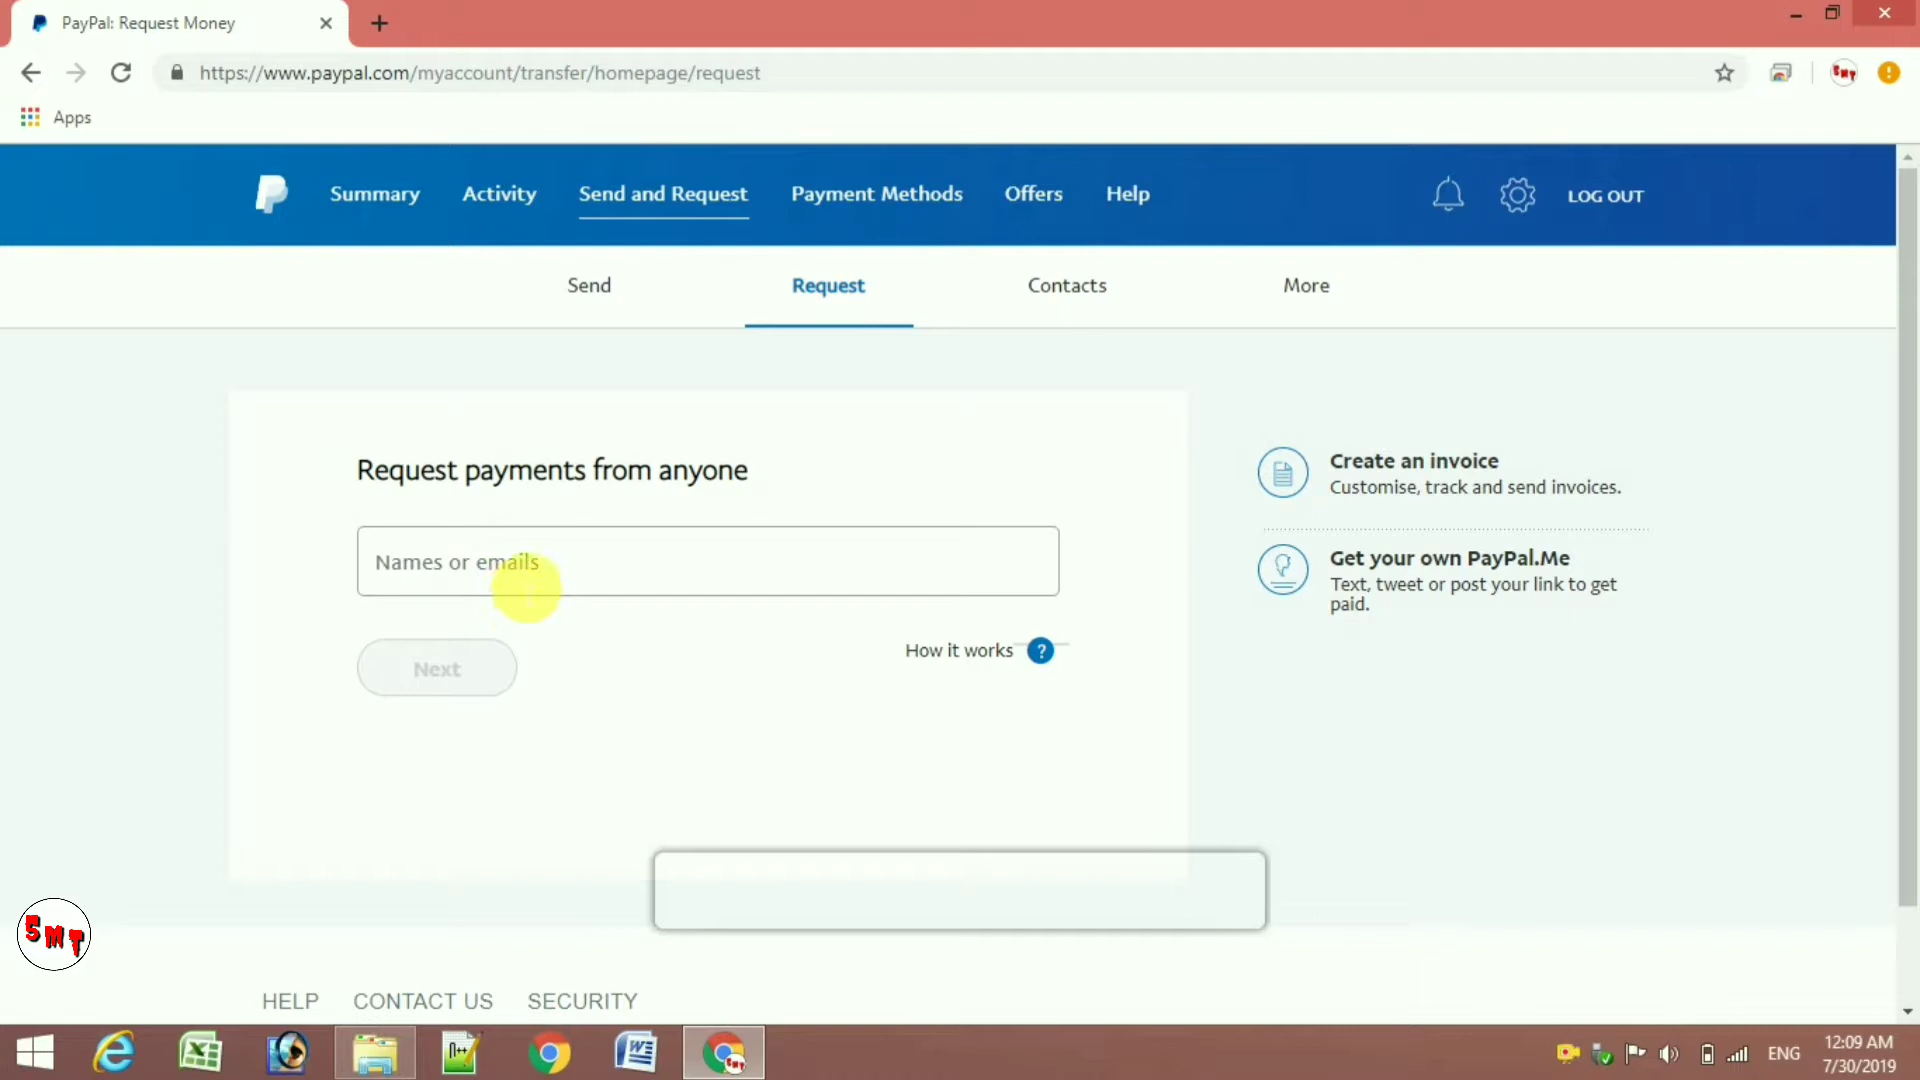 PayPal: Request Money
https://www.paypal.com/myaccount/transfer/homepage/request
SMT
Apps
Summary Activity Send and Request Payment Methods Offers Help LOG OUT
Send Request Contacts More
Request payments from anyone
Names or emails
Next
How it works ?
Create an invoice
Customise, track and send invoices.
Get your own PayPal.Me
Text, tweet or post your link to get
paid.
SMT
HELP CONTACT US SECURITY
ENG
12:09 AM
7/30/2019